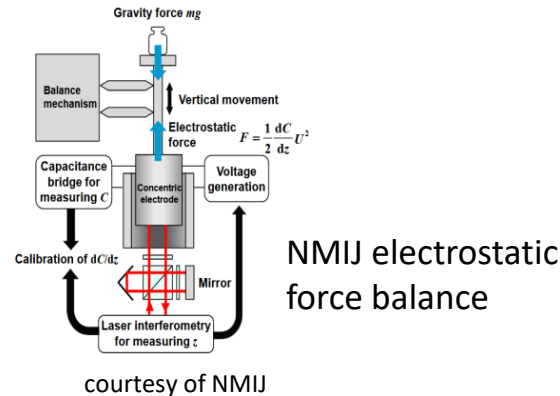 Gravity force mg
Balance
mechanism
Vertical movement
Electrostatic
force
F = 1/2 dC/dz U²
Capacitance
bridge for
measuring C
Concentric
electrode
Voltage
generation
Calibration of dC/dz
Mirror
Laser interferometry
for measuring z
NMIJ electrostatic
force balance
courtesy of NMIJ